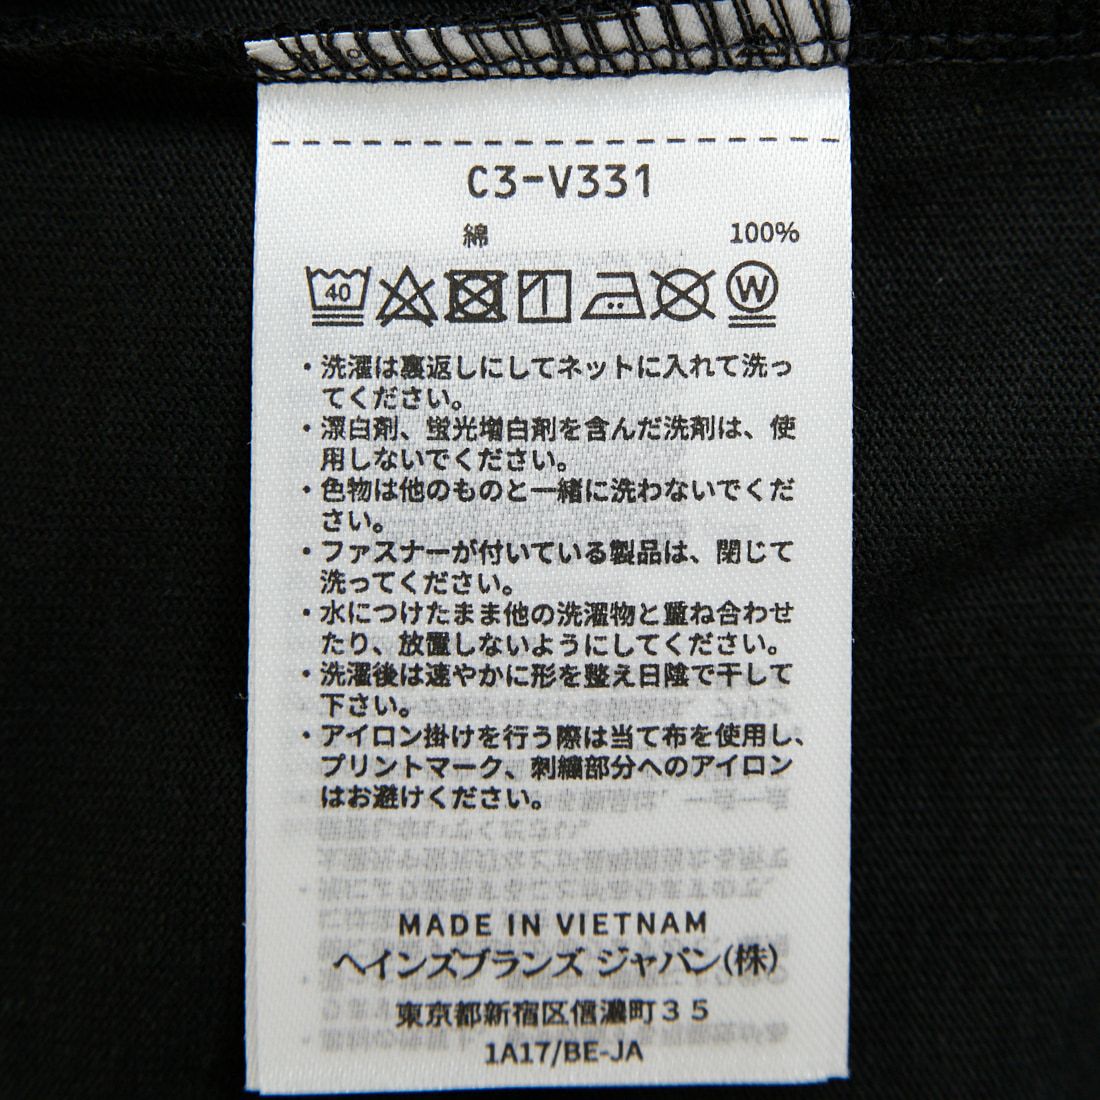 C3-V331
綿 100%
40
W
・洗濯は裏返しにしてネットに入れて洗っ
てください。
・漂白剤、蛍光増白剤を含んだ洗剤は、使
用しないでください。
・色物は他のものと一緒に洗わないでくだ
さい。
・ファスナーが付いている製品は、閉じて
洗ってください。
・水につけたまま他の洗濯物と重ね合わせ
たり、放置しないようにしてください。
・洗濯後は速やかに形を整え日陰で干して
下さい。
・アイロン掛けを行う際は当て布を使用し、
プリントマーク、刺繍部分へのアイロン
はお避けください。
MADE IN VIETNAM
ヘインズブランズ ジャパン(株)
東京都新宿区信濃町35
1A17/BE-JA